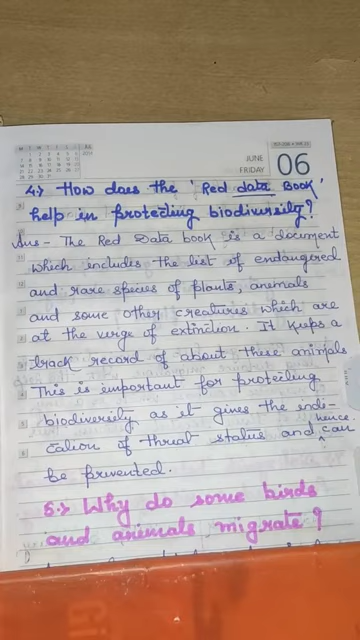 JUNE
FRIDAY 06
4.) How does the 'Red data Book'
help in protecting biodiversity?
Ans - The Red Data book is a document
which includes the list of endangered
and rare species of plants, animals
and some other creatures which are
at the verge of extinction. It keeps a
track record of about these animals
This is important for protecting
biodiversity as it gives the indi-
cation of threat status and hence can
be prevented.
5.) Why do some birds
and animals migrate?